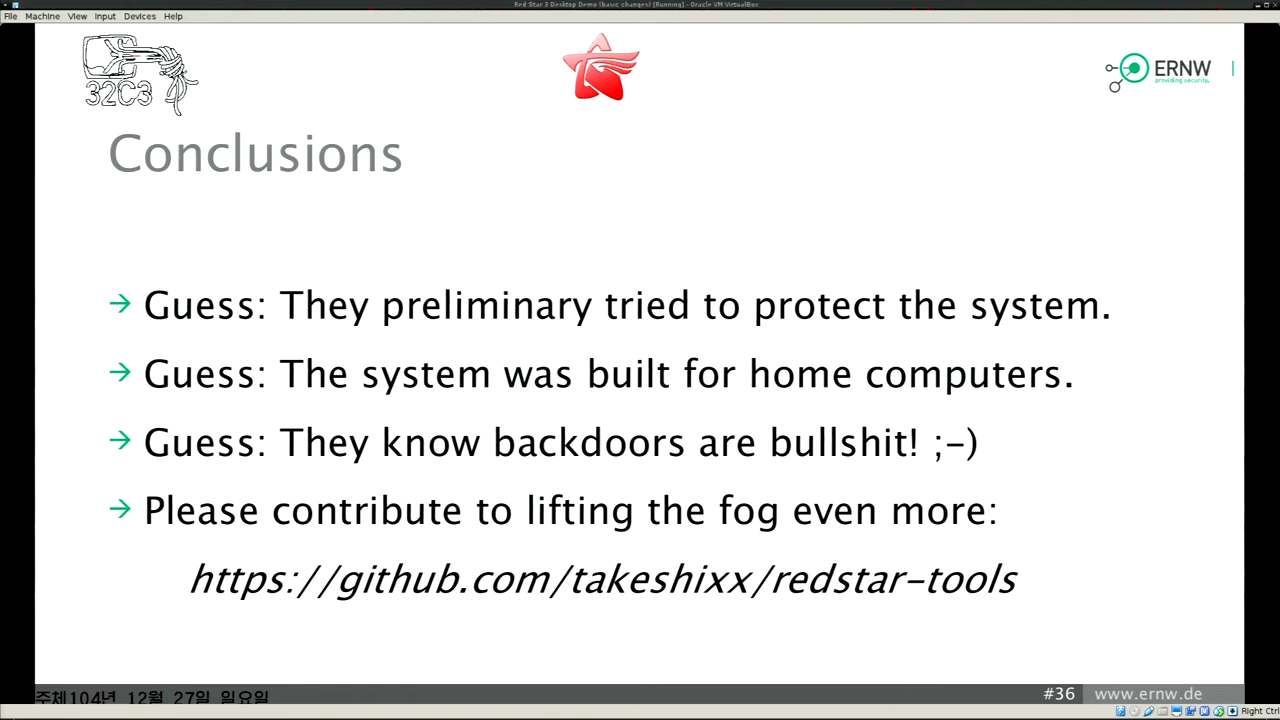 Red Star 3 Desktop Demo (basic changes) [Running] - Oracle VM VirtualBox
File Machine View Input Devices Help
32C3
ERNW
providing security.
Conclusions
→ Guess: They preliminary tried to protect the system.
→ Guess: The system was built for home computers.
→ Guess: They know backdoors are bullshit! ;-)
→ Please contribute to lifting the fog even more:
https://github.com/takeshixx/redstar-tools
주체104년 12월 27일 일요일
#36 www.ernw.de
Right Ctrl